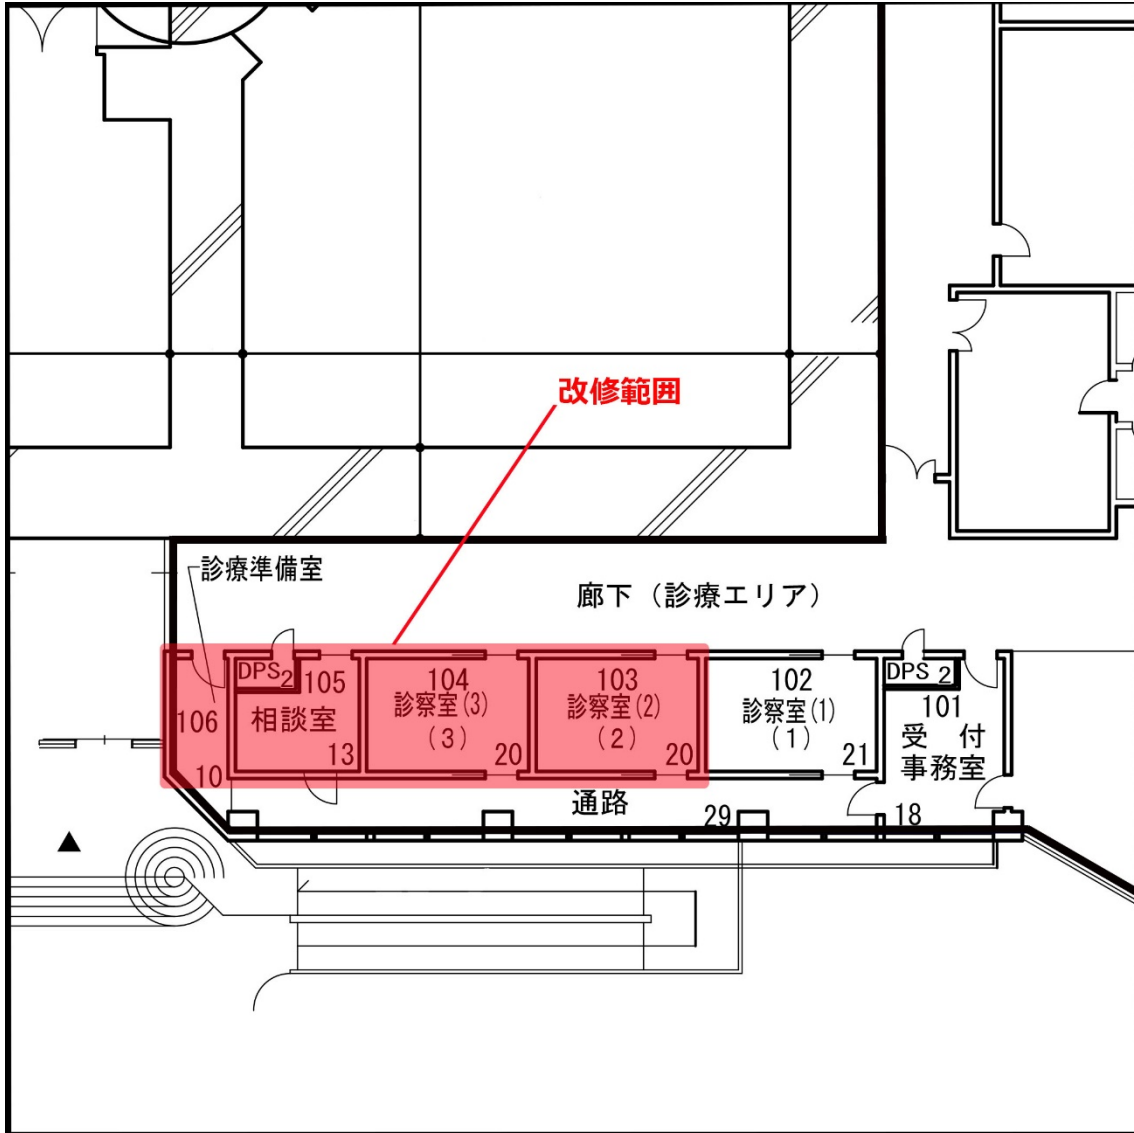 改修範囲
診療準備室
廊下（診療エリア）
DPS 2
105
相談室
13
106
10
104
診察室(3)
（3）
20
103
診察室(2)
（2）
20
102
診察室(1)
（1）
21
DPS 2
101
受　付
事務室
18
通路
29